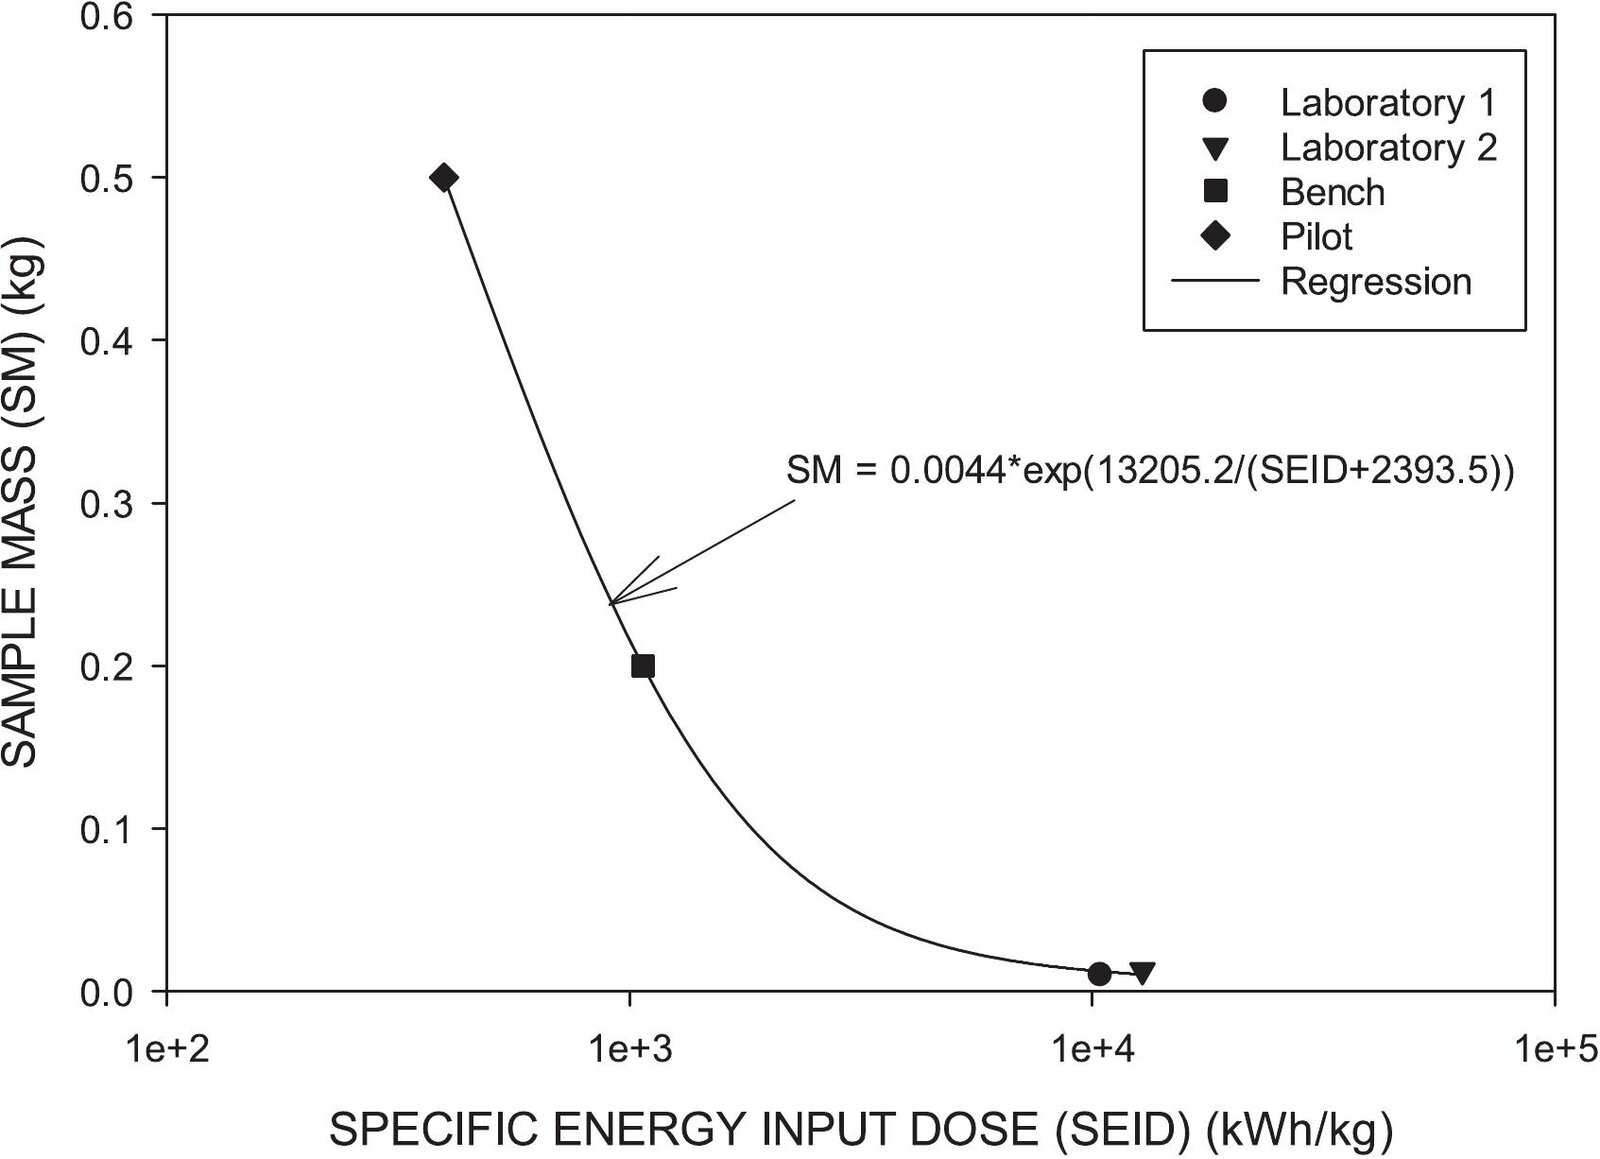 0.6
0.5
0.4
0.3
0.2
0.1
0.0
SAMPLE MASS (SM) (kg)
Laboratory 1
Laboratory 2
Bench
Pilot
Regression
SM = 0.0044*exp(13205.2/(SEID+2393.5))
1e+2 1e+3 1e+4 1e+5
SPECIFIC ENERGY INPUT DOSE (SEID) (kWh/kg)